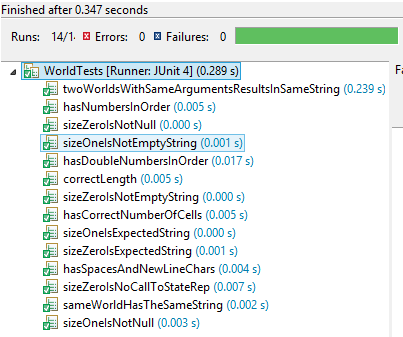 Finished after 0.347 seconds
Runs: 14/14 Errors: 0 Failures: 0
WorldTests [Runner: JUnit 4] (0.289 s)
twoWorldsWithSameArgumentsResultsInSameString (0.239 s)
hasNumbersInOrder (0.005 s)
sizeZeroIsNotNull (0.000 s)
sizeOneIsNotEmptyString (0.001 s)
hasDoubleNumbersInOrder (0.017 s)
correctLength (0.005 s)
sizeZeroIsNotEmptyString (0.000 s)
hasCorrectNumberOfCells (0.005 s)
sizeOneIsExpectedString (0.000 s)
sizeZeroIsExpectedString (0.001 s)
hasSpacesAndNewLineChars (0.004 s)
sizeZeroIsNoCallToStateRep (0.007 s)
sameWorldHasTheSameString (0.002 s)
sizeOneIsNotNull (0.003 s)